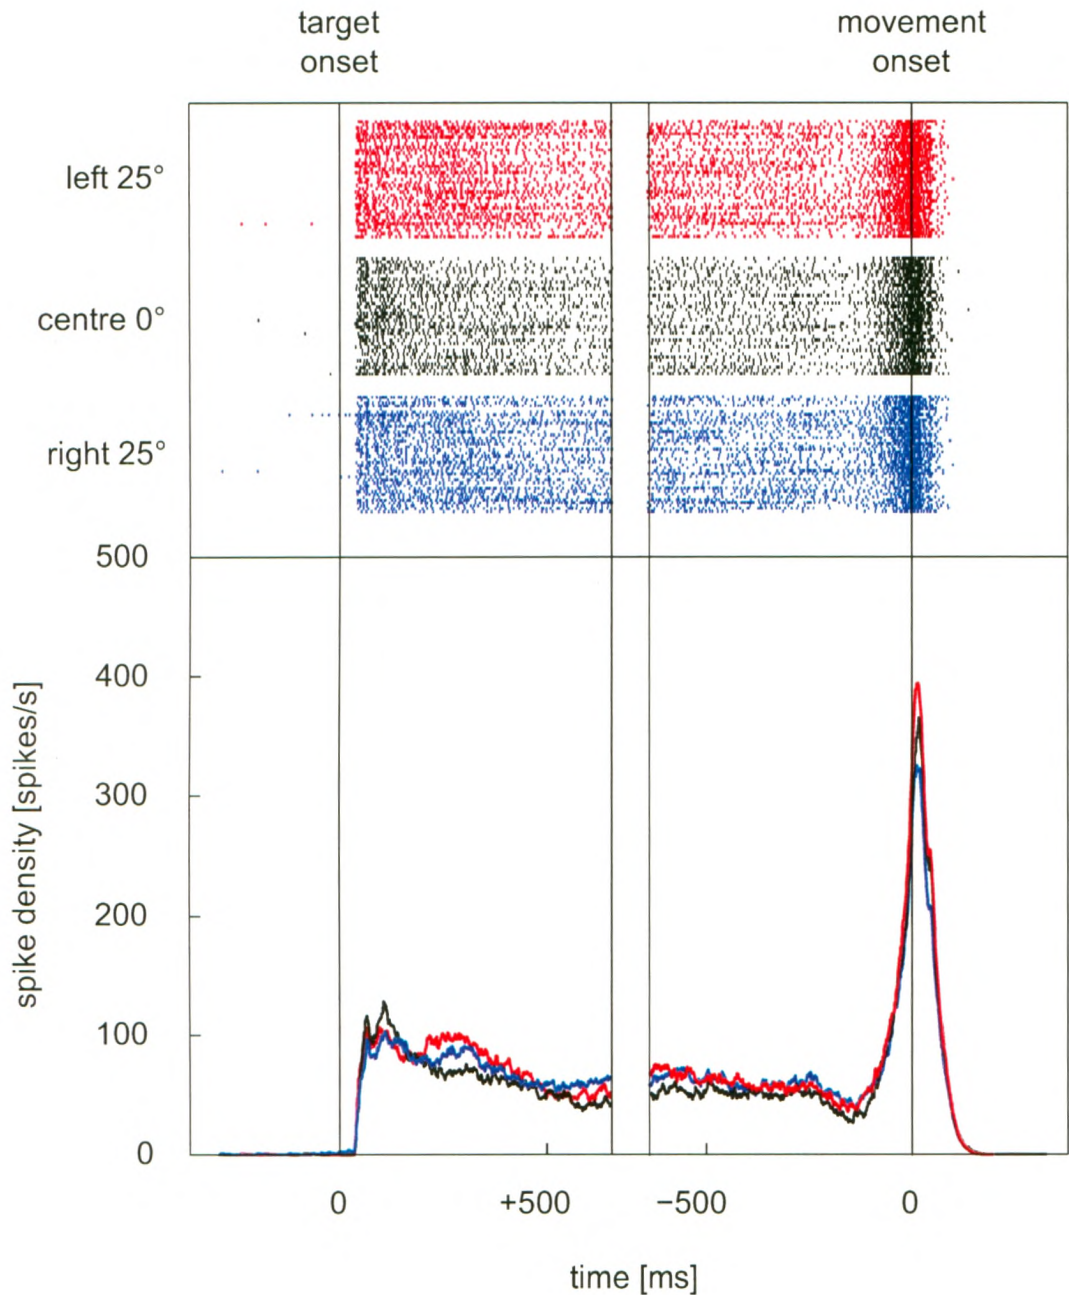 target
onset
movement
onset
left 25°
centre 0°
right 25°
500
400
300
200
100
0
spike density [spikes/s]
0
+500
−500
0
time [ms]